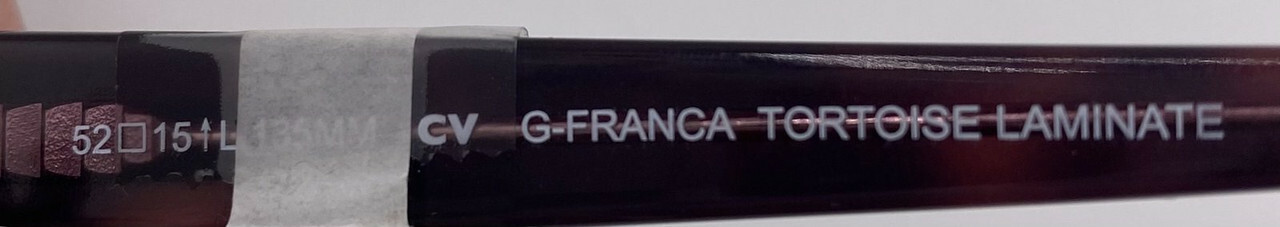 52□15↑L 135MM CV G-FRANCA TORTOISE LAMINATE